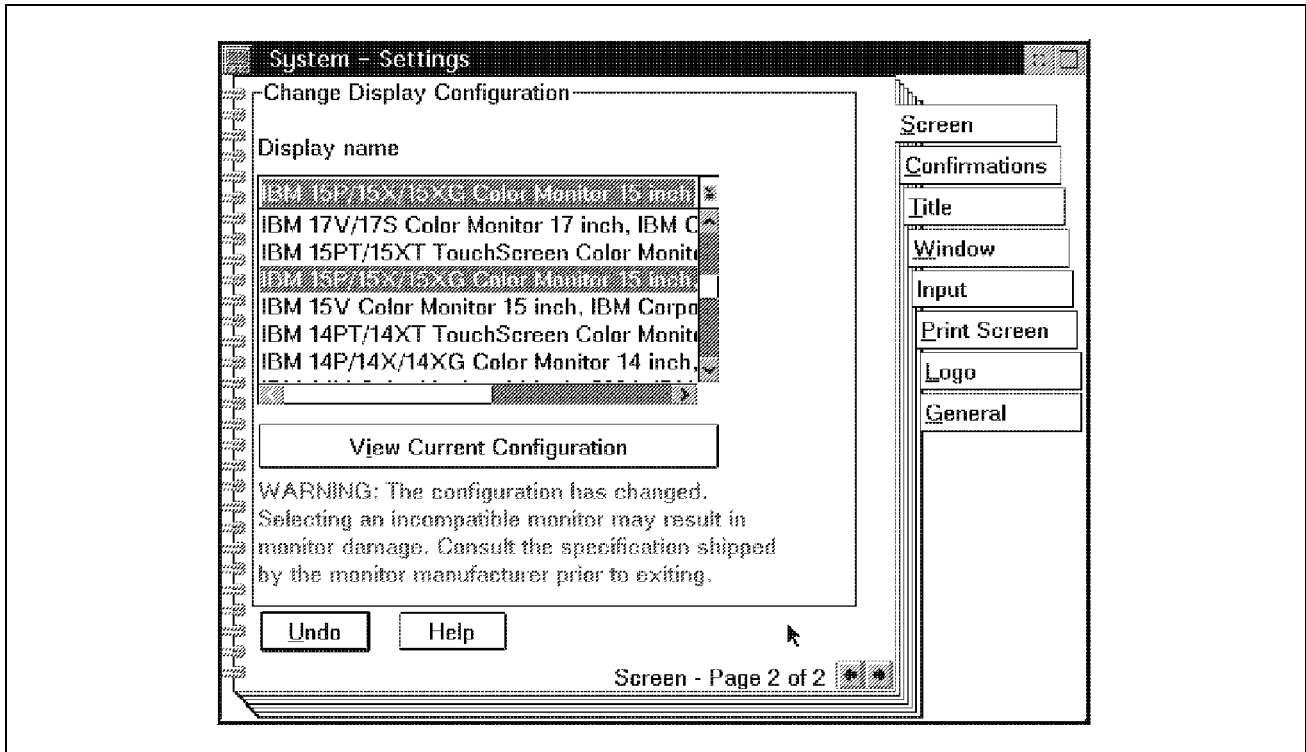 System - Settings
Change Display Configuration
Display name
IBM 15P/15X/15XG Color Monitor 15 inch
IBM 17V/17S Color Monitor 17 inch, IBM C
IBM 15PT/15XT TouchScreen Color Monito
IBM 15P/15X/15XG Color Monitor 15 inch
IBM 15V Color Monitor 15 inch, IBM Corpo
IBM 14PT/14XT TouchScreen Color Monito
IBM 14P/14X/14XG Color Monitor 14 inch,
View Current Configuration
WARNING: The configuration has changed.
Selecting an incompatible monitor may result in
monitor damage. Consult the specification shipped
by the monitor manufacturer prior to exiting.
Undo
Help
Screen - Page 2 of 2
Screen
Confirmations
Title
Window
Input
Print Screen
Logo
General